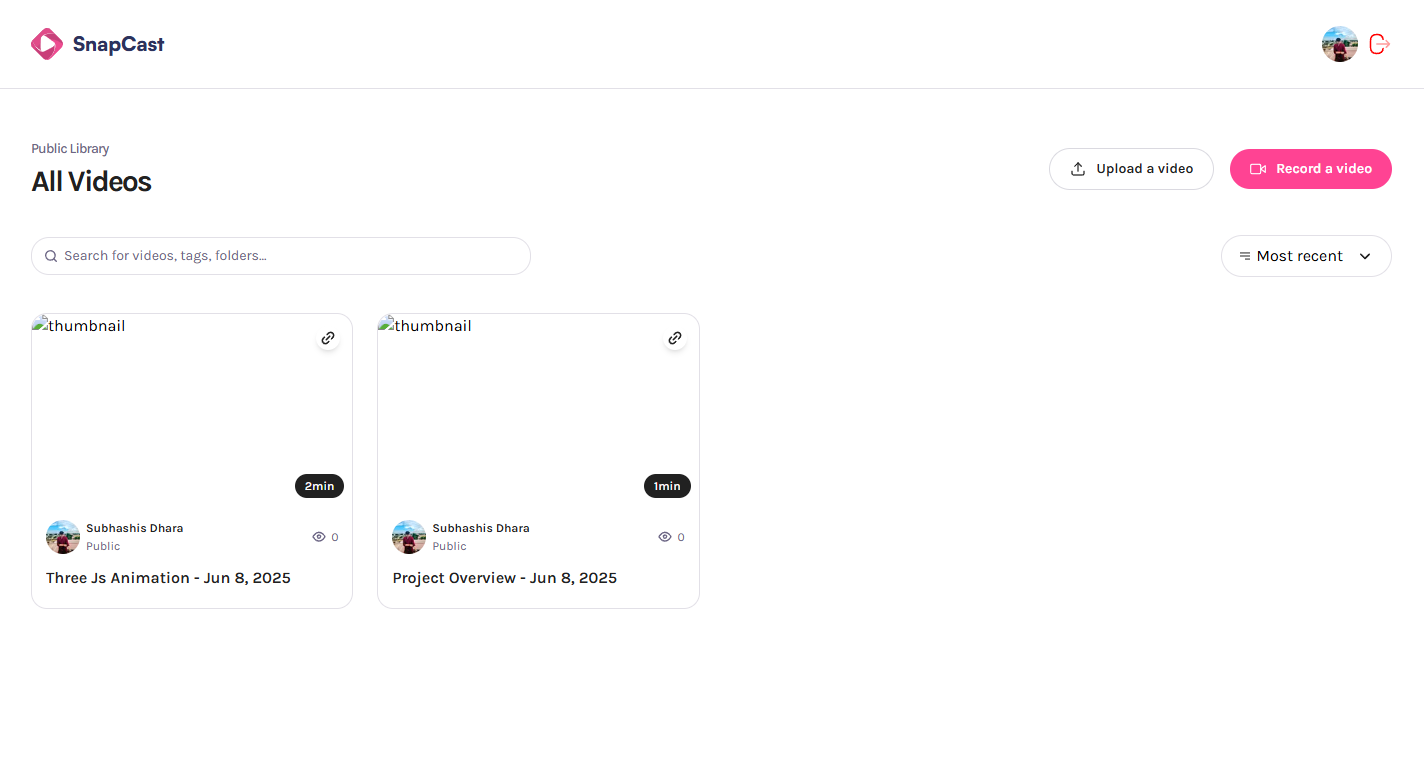 SnapCast
Public Library
All Videos
Upload a video
Record a video
Search for videos, tags, folders...
Most recent
thumbnail
2min
Subhashis Dhara
Public
0
Three Js Animation - Jun 8, 2025
thumbnail
1min
Subhashis Dhara
Public
0
Project Overview - Jun 8, 2025